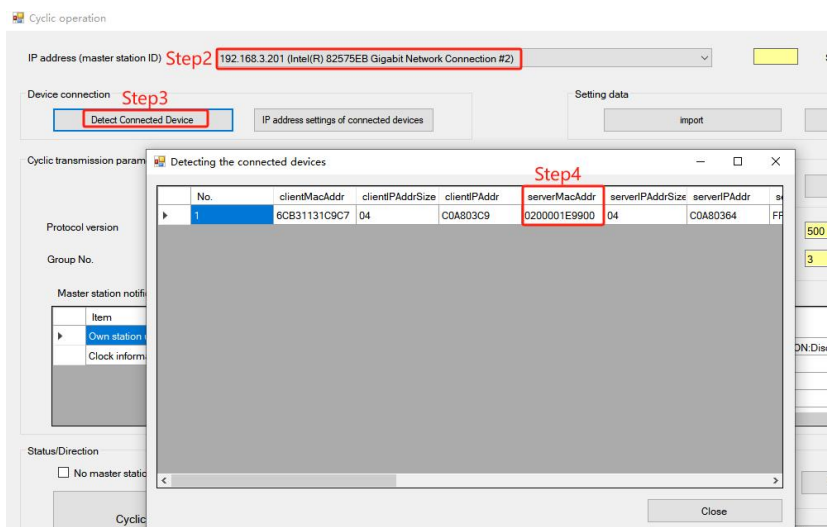 Cyclic operation
IP address (master station ID) Step2 192.168.3.201 (Intel(R) 82575EB Gigabit Network Connection #2)
Device connection
Step3
Setting data
Detect Connected Device
IP address settings of connected devices
import
Cyclic transmission param
Detecting the connected devices
Step4
No. clientMacAddr clientIPAddrSize clientIPAddr serverMacAddr serverIPAddrSize serverIPAddr
1 6CB31131C9C7 04 C0A803C9 0200001E9900 04 C0A80364 FF
Protocol version
500
Group No.
3
Master station notifi
Item
Own station
Clock inform
ON:Dis
Status/Direction
No master static
Cyclic
Close